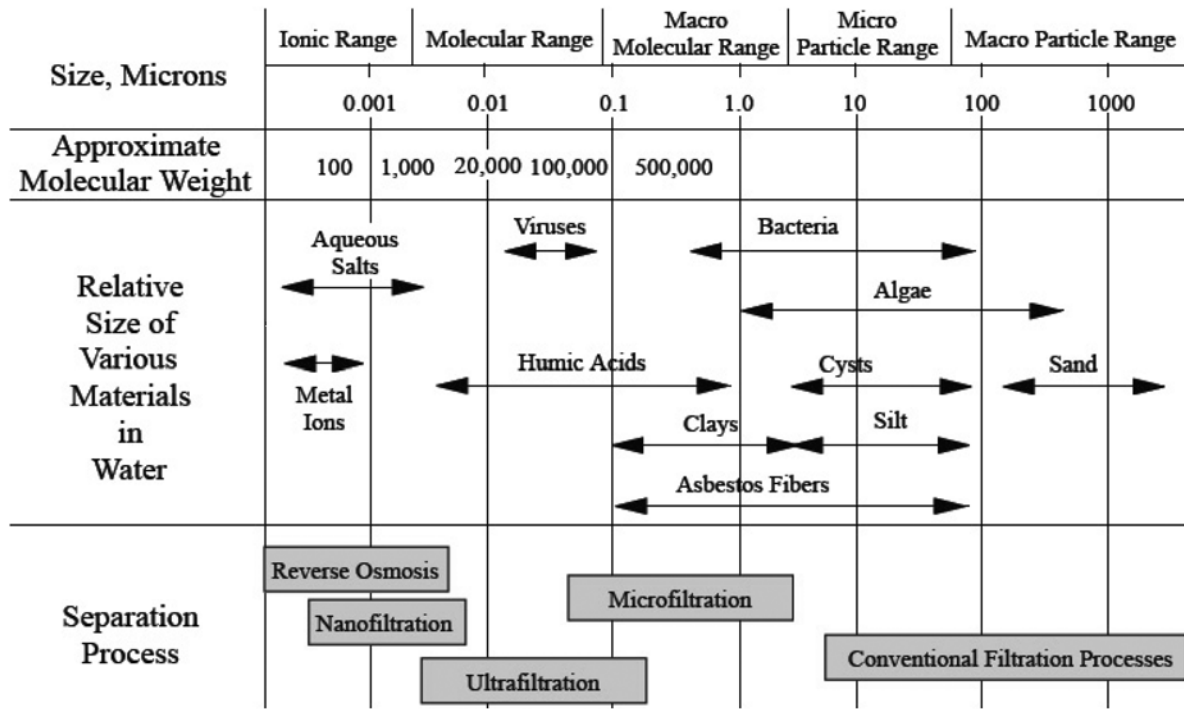 Ionic Range
Molecular Range
Macro
Molecular Range
Micro
Particle Range
Macro Particle Range
Size, Microns
0.001
0.01
0.1
1.0
10
100
1000
Approximate
Molecular Weight
100
1,000
20,000
100,000
500,000
Relative
Size of
Various
Materials
in
Water
Aqueous
Salts
Viruses
Bacteria
Algae
Metal
Ions
Humic Acids
Cysts
Sand
Clays
Silt
Asbestos Fibers
Separation
Process
Reverse Osmosis
Nanofiltration
Ultrafiltration
Microfiltration
Conventional Filtration Processes